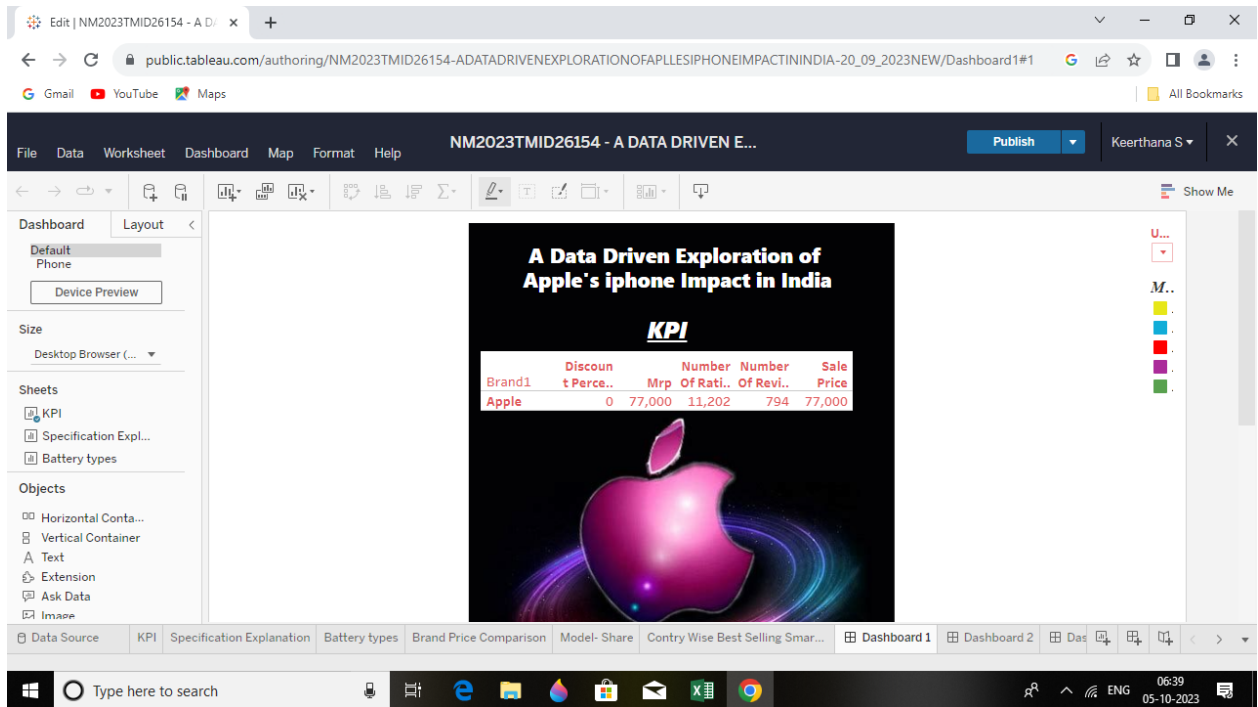 Edit | NM2023TMID26154 - A D
public.tableau.com/authoring/NM2023TMID26154-ADATADRIVENEXPLORATIONOFAPLLESIPHONEIMPACTININDIA-20_09_2023NEW/Dashboard1#1
Gmail YouTube Maps All Bookmarks
NM2023TMID26154 - A DATA DRIVEN E...
File Data Worksheet Dashboard Map Format Help Publish Keerthana S
Show Me
Dashboard Layout
Default
Phone
Device Preview
Size
Desktop Browser (...
Sheets
KPI
Specification Expl...
Battery types
Objects
Horizontal Conta...
Vertical Container
Text
Extension
Ask Data
Image
A Data Driven Exploration of
Apple's iphone Impact in India
KPI
Discoun Number Number Sale
Brand1 t Perce.. Mrp Of Rati.. Of Revi.. Price
Apple 0 77,000 11,202 794 77,000
U...
M..
Data Source KPI Specification Explanation Battery types Brand Price Comparison Model- Share Contry Wise Best Selling Smar... Dashboard 1 Dashboard 2 Das
Type here to search ENG 06:39
05-10-2023